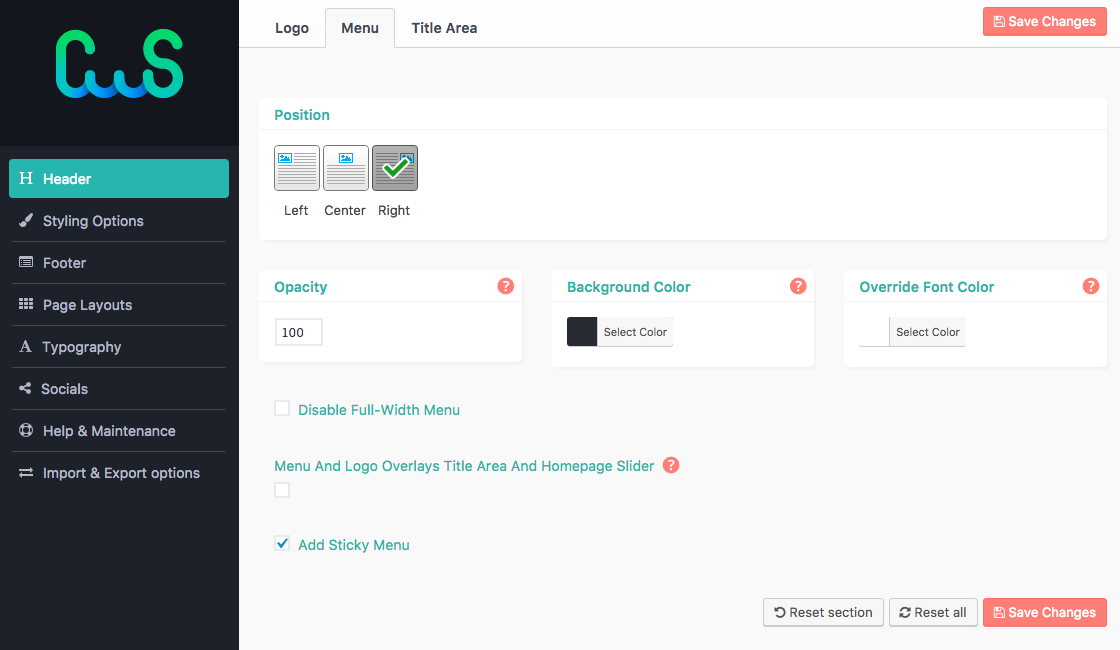 CWS
Header
Styling Options
Footer
Page Layouts
Typography
Socials
Help & Maintenance
Import & Export options
Logo Menu Title Area
Save Changes
Position
Left Center Right
Opacity ?
100
Background Color ?
Select Color
Override Font Color ?
Select Color
Disable Full-Width Menu
Menu And Logo Overlays Title Area And Homepage Slider ?
Add Sticky Menu
Reset section Reset all Save Changes